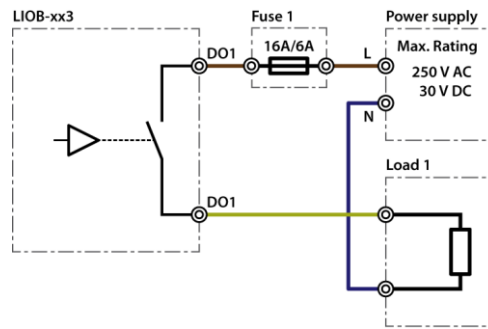 LIOB-xx3
Fuse 1
Power supply
DO1
16A/6A
L
Max. Rating
250 V AC
30 V DC
N
Load 1
DO1